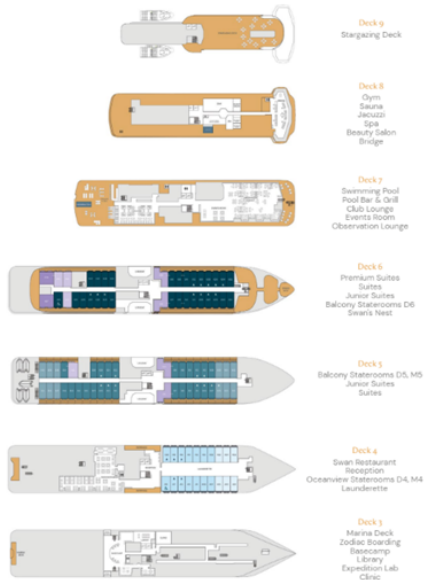 Deck 9
Stargazing Deck
Deck 8
Gym
Sauna
Jacuzzi
Spa
Beauty Salon
Bridge
Deck 7
Swimming Pool
Pool Bar & Grill
Club Lounge
Events Room
Observation Lounge
Deck 6
Premium Suites
Suites
Junior Suites
Balcony Staterooms D6
Swan's Nest
Deck 5
Balcony Staterooms D5, M5
Junior Suites
Suites
Deck 4
Swan Restaurant
Reception
Oceanview Staterooms D4, M4
Launderette
Deck 3
Marina Deck
Zodiac Boarding
Basecamp
Library
Expedition Lab
Clinic